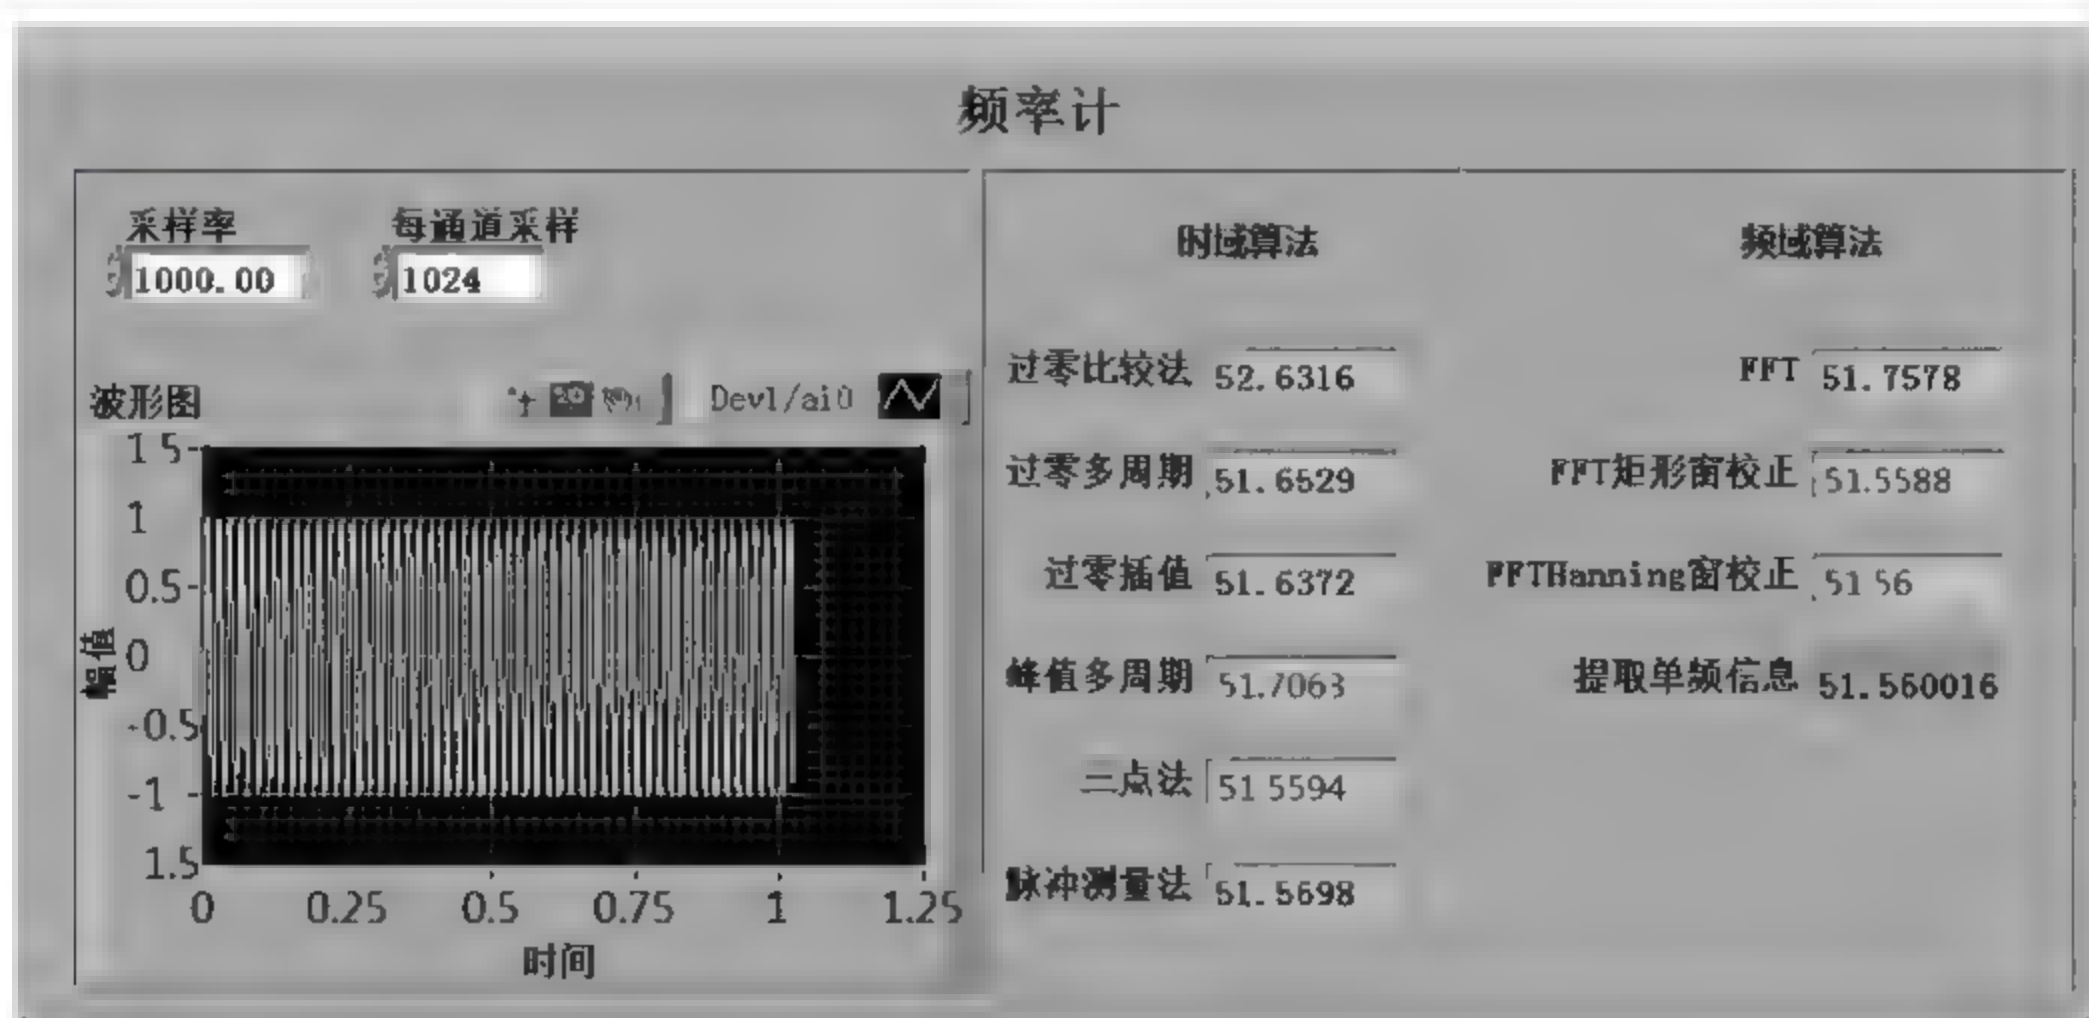 频率计
采样率 每通道采样
1000.00 1024
波形图 Dev1/ai0
1 5
1
0.5
0
-0.5
-1
1.5
幅值
0 0.25 0.5 0.75 1 1.25
时间
时域算法
过零比较法 52.6316
过零多周期 51.6529
过零插值 51.6372
峰值多周期 51.7063
三点法 51 5594
脉冲测量法 51.5698
频域算法
FFT 51.7578
FFT矩形窗校正 51.5588
FFTHanning窗校正 51 56
提取单频信息 51.560016